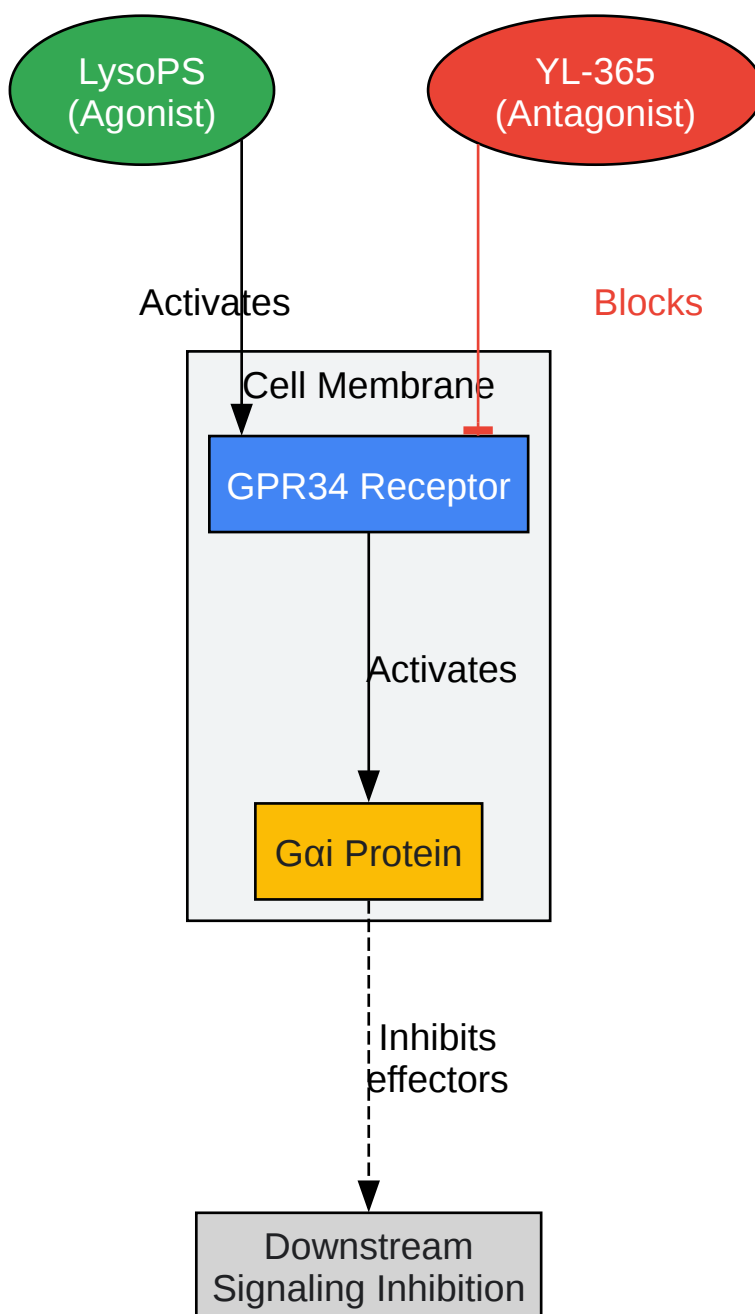 LysoPS
(Agonist)
YL-365
(Antagonist)
Activates
Blocks
Cell Membrane
GPR34 Receptor
Activates
Gαi Protein
Inhibits
effectors
Downstream
Signaling Inhibition